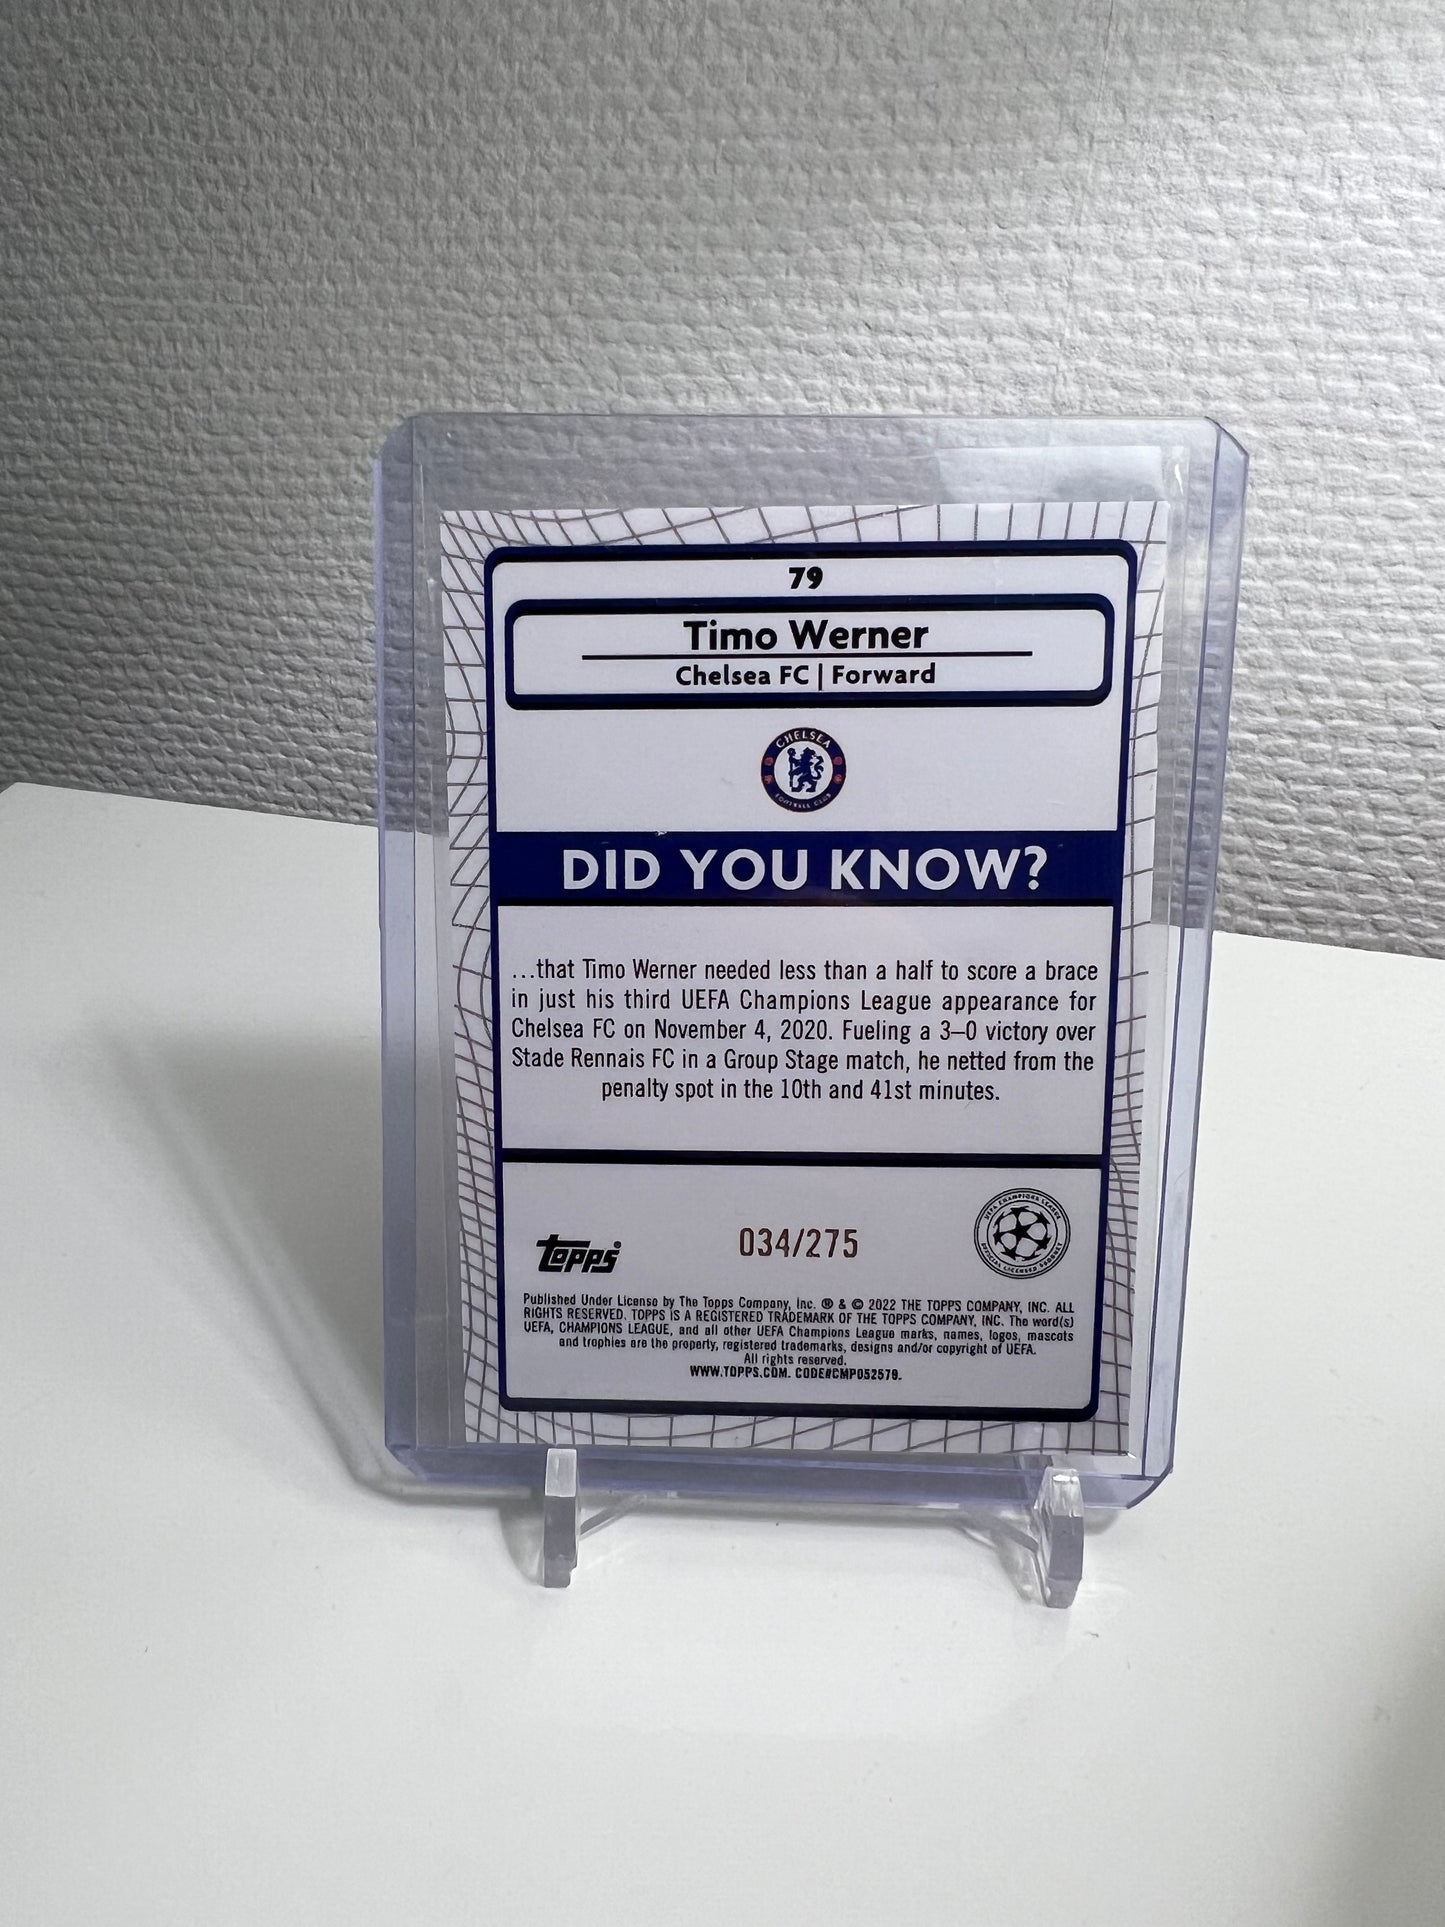 79
Timo Werner
Chelsea FC | Forward
CHELSEA
FOOTBALL CLUB
DID YOU KNOW?
...that Timo Werner needed less than a half to score a brace
in just his third UEFA Champions League appearance for
Chelsea FC on November 4, 2020. Fueling a 3–0 victory over
Stade Rennais FC in a Group Stage match, he netted from the
penalty spot in the 10th and 41st minutes.
UEFA CHAMPIONS LEAGUE
OFFICIAL LICENSED PRODUCT
topps®
034/275
Published Under License by The Topps Company, Inc. ® & © 2022 THE TOPPS COMPANY, INC. ALL
RIGHTS RESERVED. TOPPS IS A REGISTERED TRADEMARK OF THE TOPPS COMPANY, INC. The word(s)
UEFA, CHAMPIONS LEAGUE, and all other UEFA Champions League marks, names, logos, mascots
and trophies are the property, registered trademarks, designs and/or copyright of UEFA.
All rights reserved.
WWW.TOPPS.COM. CODE#CMP052579.